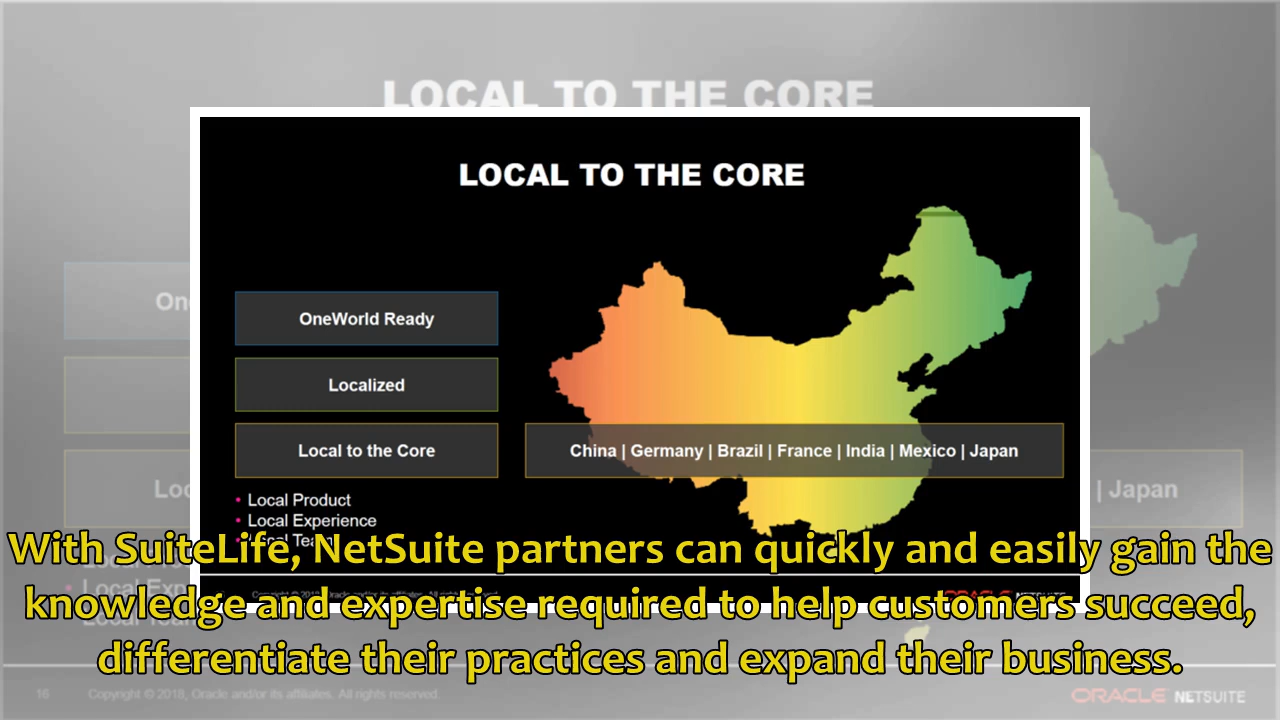 LOCAL TO THE CORE
LOCAL TO THE CORE
OneWorld Ready
Localized
Local to the Core
China | Germany | Brazil | France | India | Mexico | Japan
| Japan
• Local Product
• Local Experience
• Local Team
With SuiteLife, NetSuite partners can quickly and easily gain the
knowledge and expertise required to help customers succeed,
differentiate their practices and expand their business.
16 Copyright © 2018, Oracle and/or its affiliates. All rights reserved.
ORACLE NETSUITE